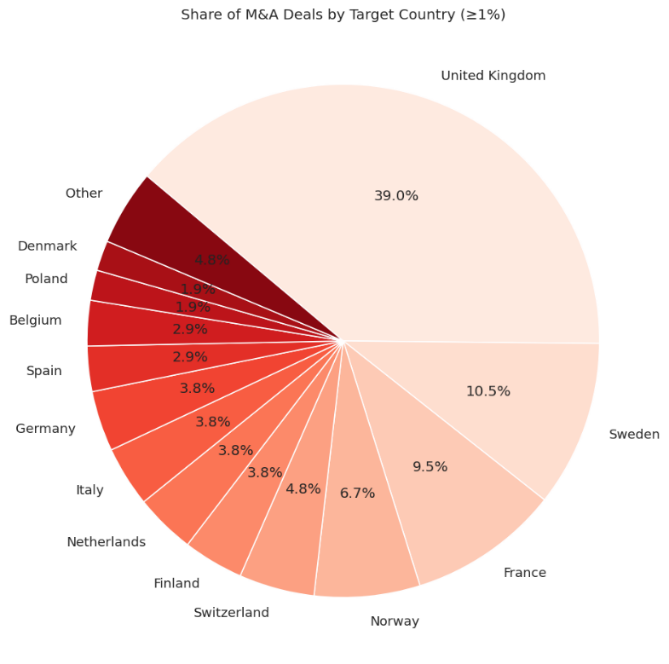 Share of M&A Deals by Target Country (≥1%)
United Kingdom
39.0%
Other
4.8%
Denmark
1.9%
Poland
1.9%
Belgium
2.9%
Spain
2.9%
Germany
3.8%
Italy
3.8%
Netherlands
3.8%
Finland
3.8%
Switzerland
4.8%
Norway
6.7%
France
9.5%
Sweden
10.5%